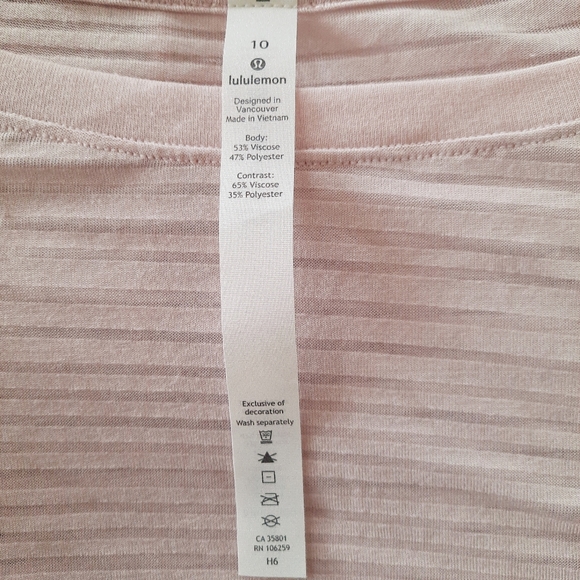 10
lululemon
Designed in
Vancouver
Made in Vietnam
Body:
53% Viscose
47% Polyester
Contrast:
65% Viscose
35% Polyester
Exclusive of
decoration
Wash separately
CA 35801
RN 106259
H6